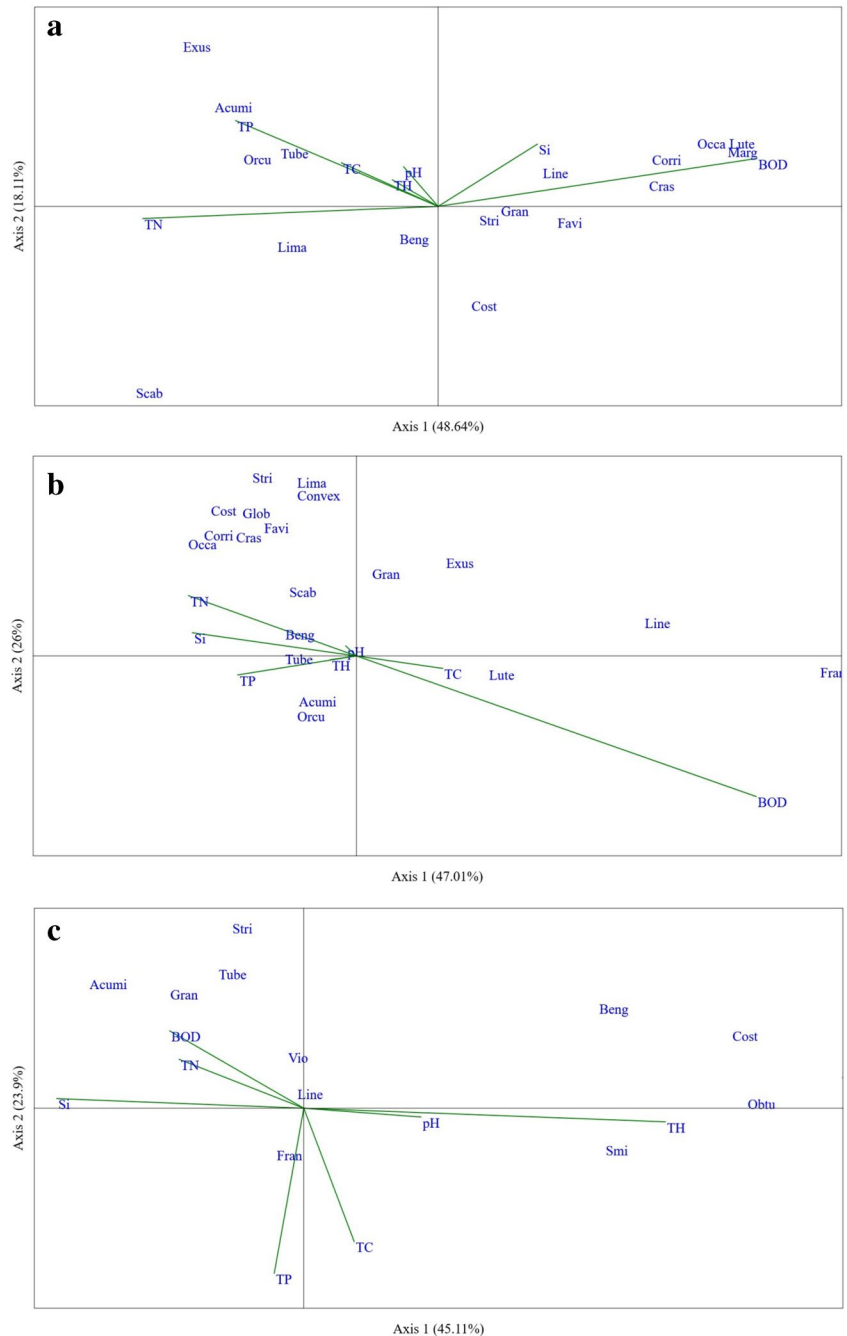 a
Exus
Acumi
TP
Tube
Orcu
TC
pH
TH
Si
Line
Occa Lute
Marg
Corri
BOD
Cras
Gran
Stri
Favi
TN
Beng
Lima
Cost
Scab
Axis 2 (18.11%)
Axis 1 (48.64%)
b
Stri
Lima
Convex
Cost
Glob
Favi
Corri
Cras
Occa
Exus
Gran
Scab
TN
Line
Si
Beng
pH
Tube
TH
TC
Lute
Fran
TP
Acumi
Orcu
BOD
Axis 2 (26%)
Axis 1 (47.01%)
c
Stri
Tube
Acumi
Gran
Beng
BOD
Cost
Vio
TN
Line
Si
Obtu
pH
TH
Smi
Fran
TC
TP
Axis 2 (23.9%)
Axis 1 (45.11%)